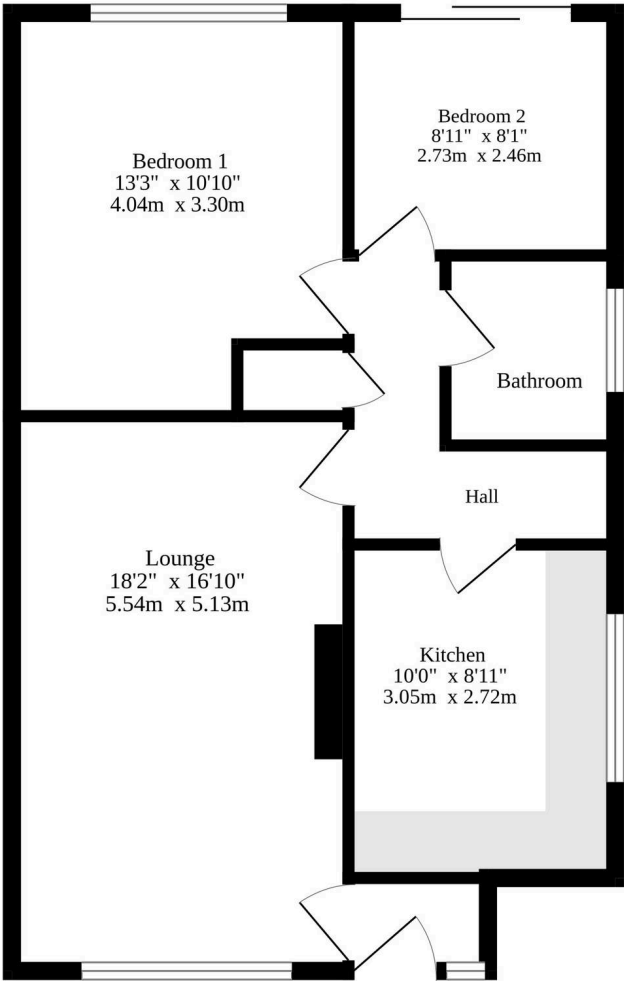 Bedroom 1
13'3" x 10'10"
4.04m x 3.30m
Bedroom 2
8'11" x 8'1"
2.73m x 2.46m
Bathroom
Hall
Lounge
18'2" x 16'10"
5.54m x 5.13m
Kitchen
10'0" x 8'11"
3.05m x 2.72m